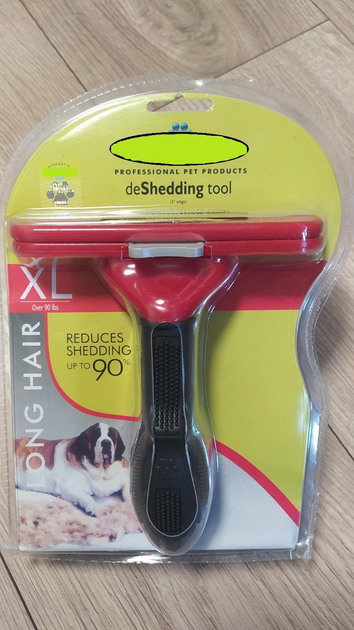 PROFESSIONAL PET PRODUCTS
deShedding tool
XL
Over 90 lbs
LONG HAIR
REDUCES
SHEDDING
UP TO 90%